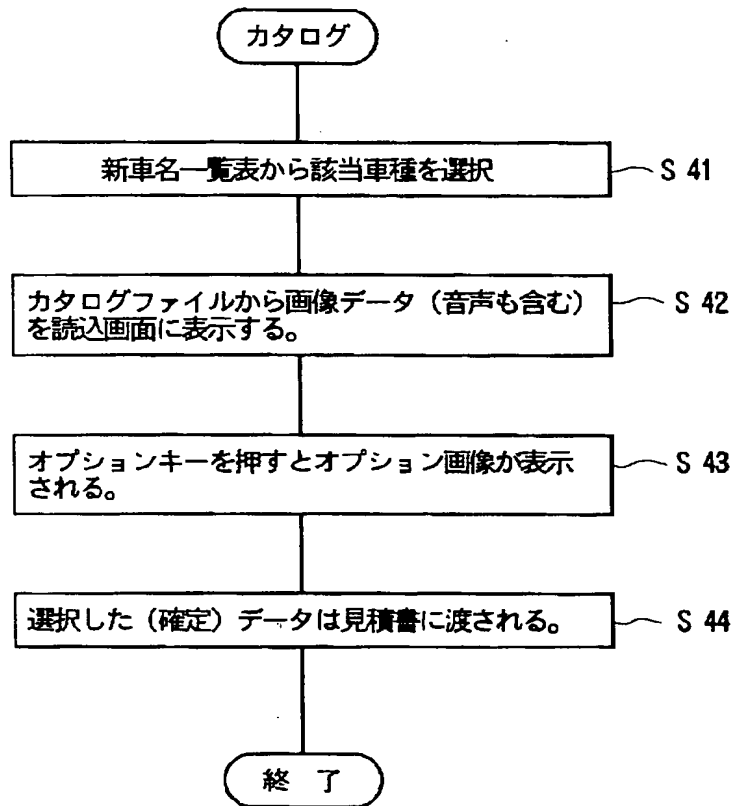 カタログ
新車名一覧表から該当車種を選択
S 41
カタログファイルから画像データ（音声も含む）
を読込画面に表示する。
S 42
オプションキーを押すとオプション画像が表示
される。
S 43
選択した（確定）データは見積書に渡される。
S 44
終 了